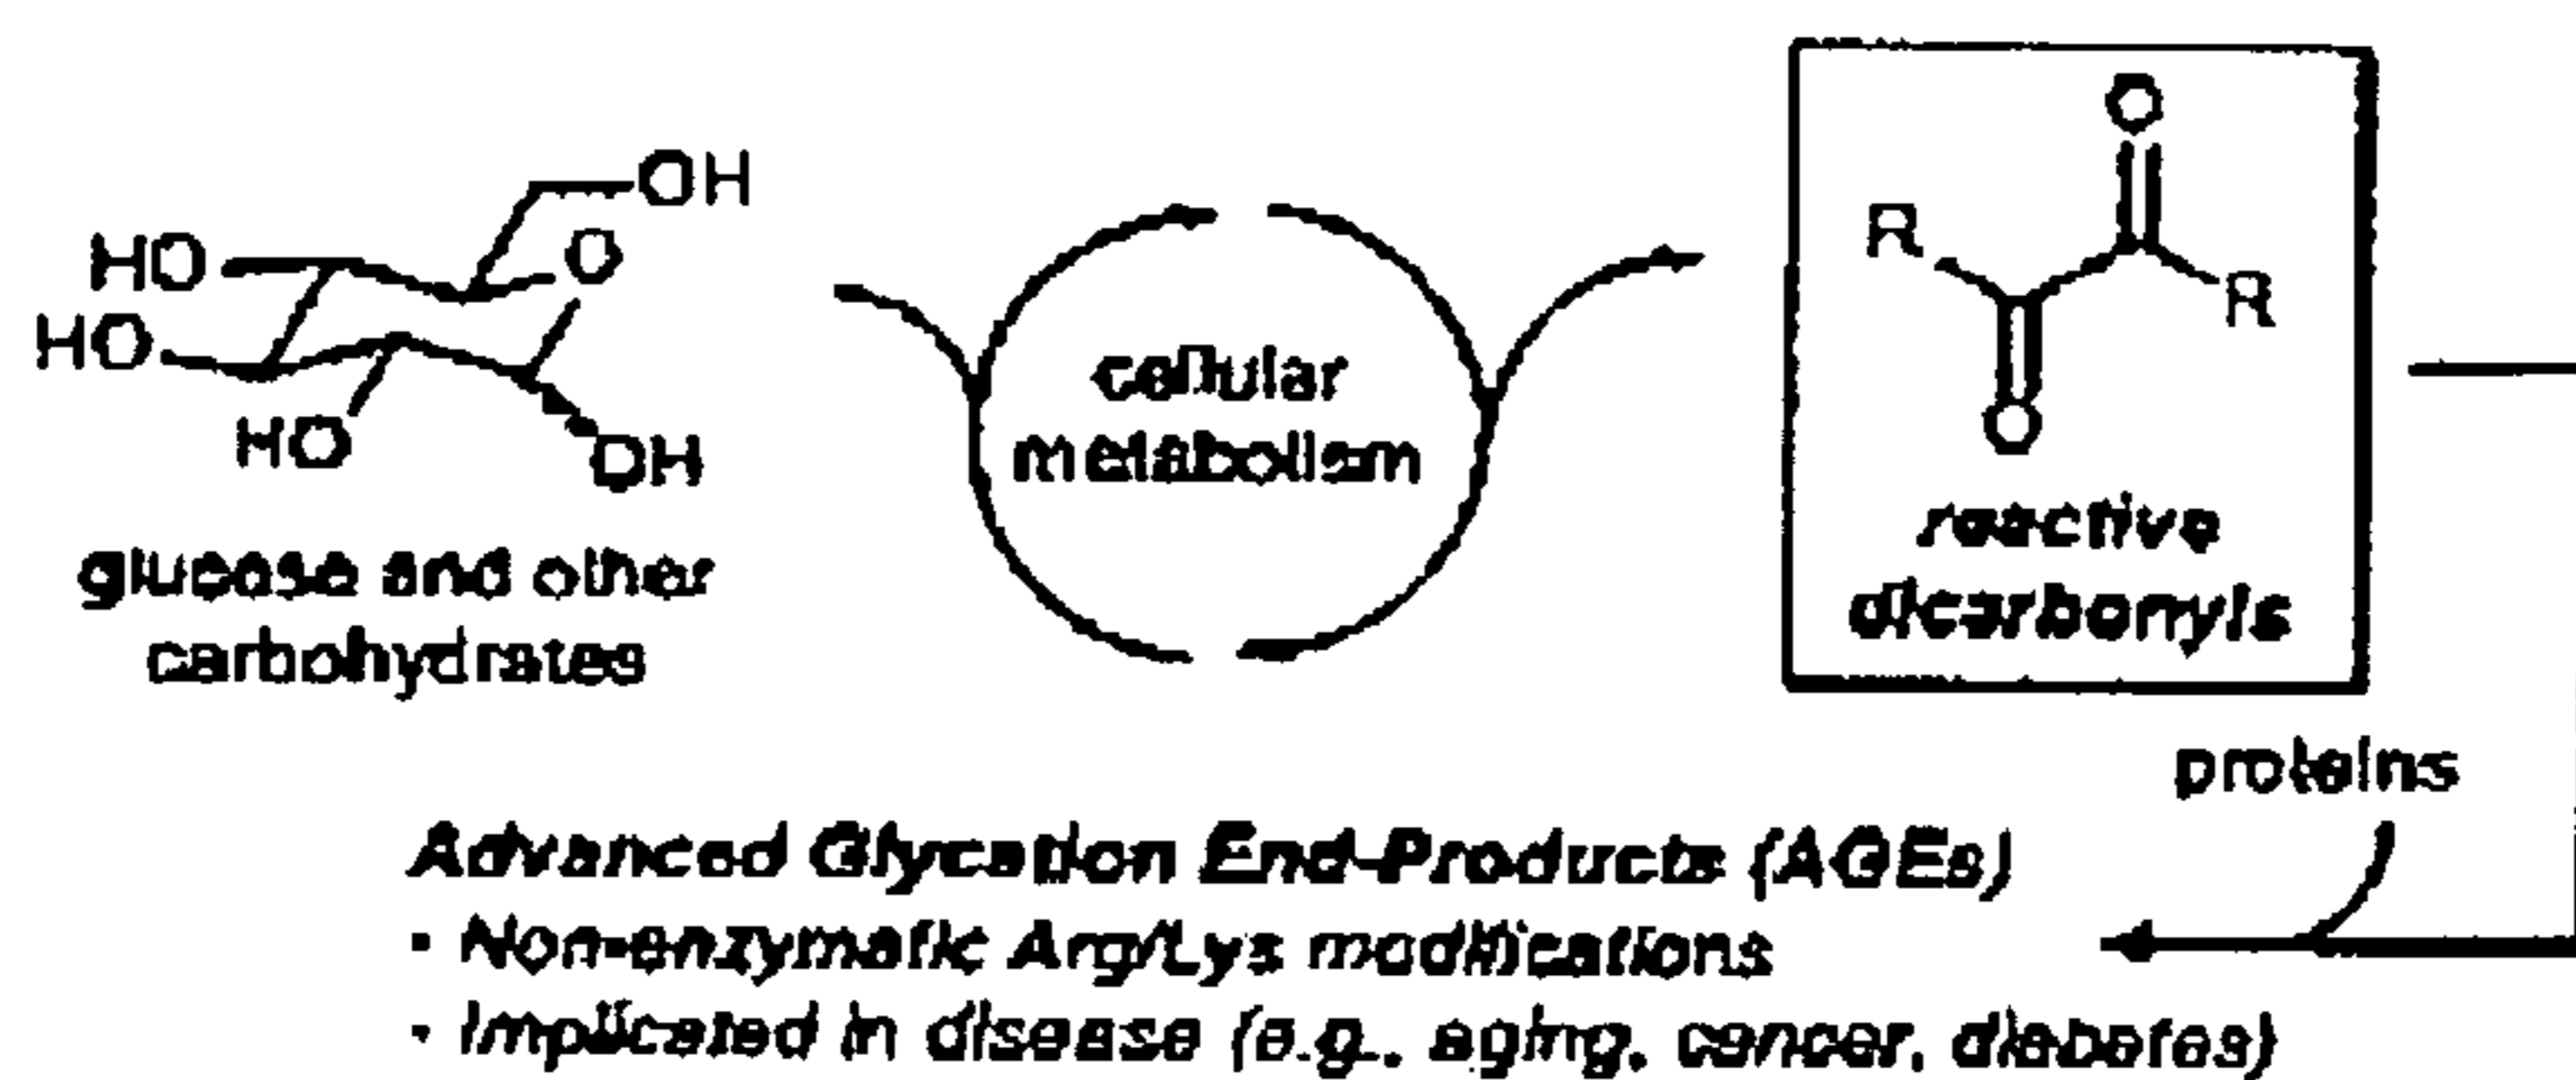 OH
HO
O
HO
HO
OH
glucose and other
carbohydrates
cellular
metabolism
O
R
R
O
reactive
dicarbonyls
proteins
Advanced Glycation End-Products (AGEs)
· Non-enzymatic Arg/Lys modifications
· Implicated in disease (e.g., aging, cancer, diabetes)